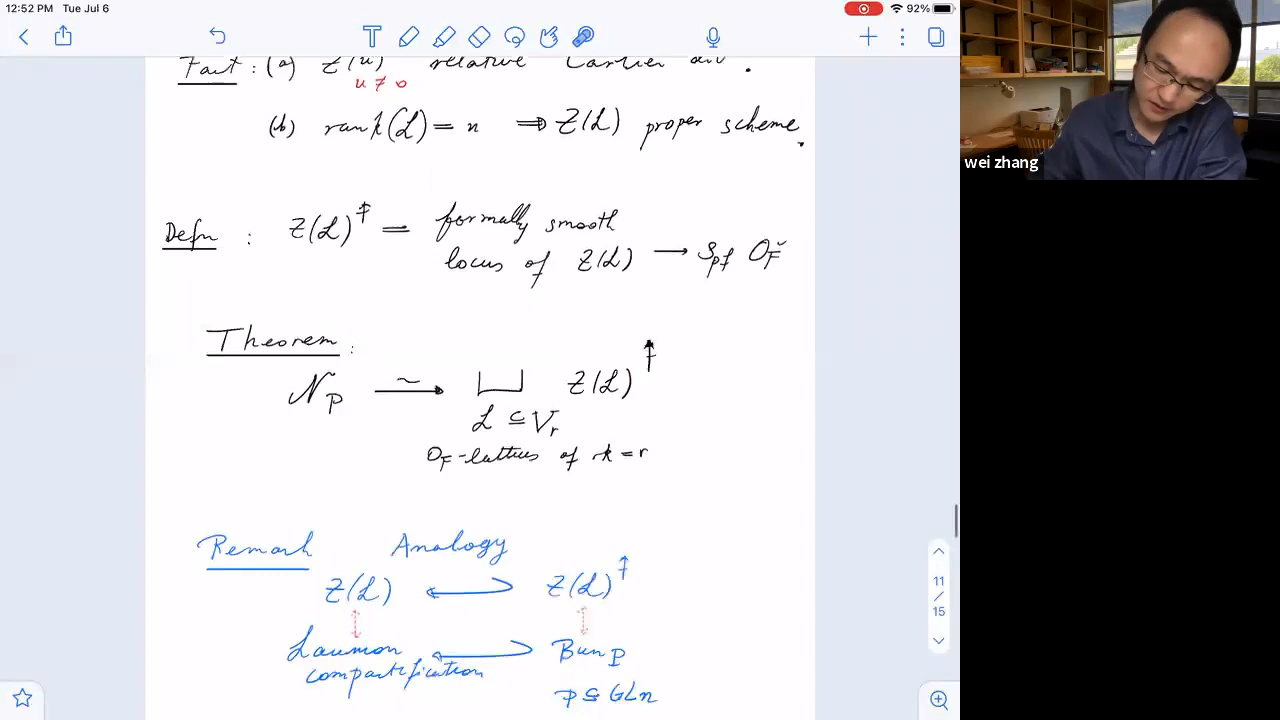 12:52 PM Tue Jul 6
92%
Fact : (a) Z(u) relative Cartier div.
u ≠ 0
(b) rank(L) = n ⇒ Z(L) proper scheme.
Defn : Z(L)° = formally smooth
locus of Z(L) → Spf O_F̆
Theorem :
N_P ⥲ ⊔ Z(L)°
L ⊆ V_r
O_F-lattices of rk = r
Remark Analogy
Z(L) ↩ Z(L)°
Laumon ↩ Bun_P
compactification
P ⊆ GLn
wei zhang
11
/
15